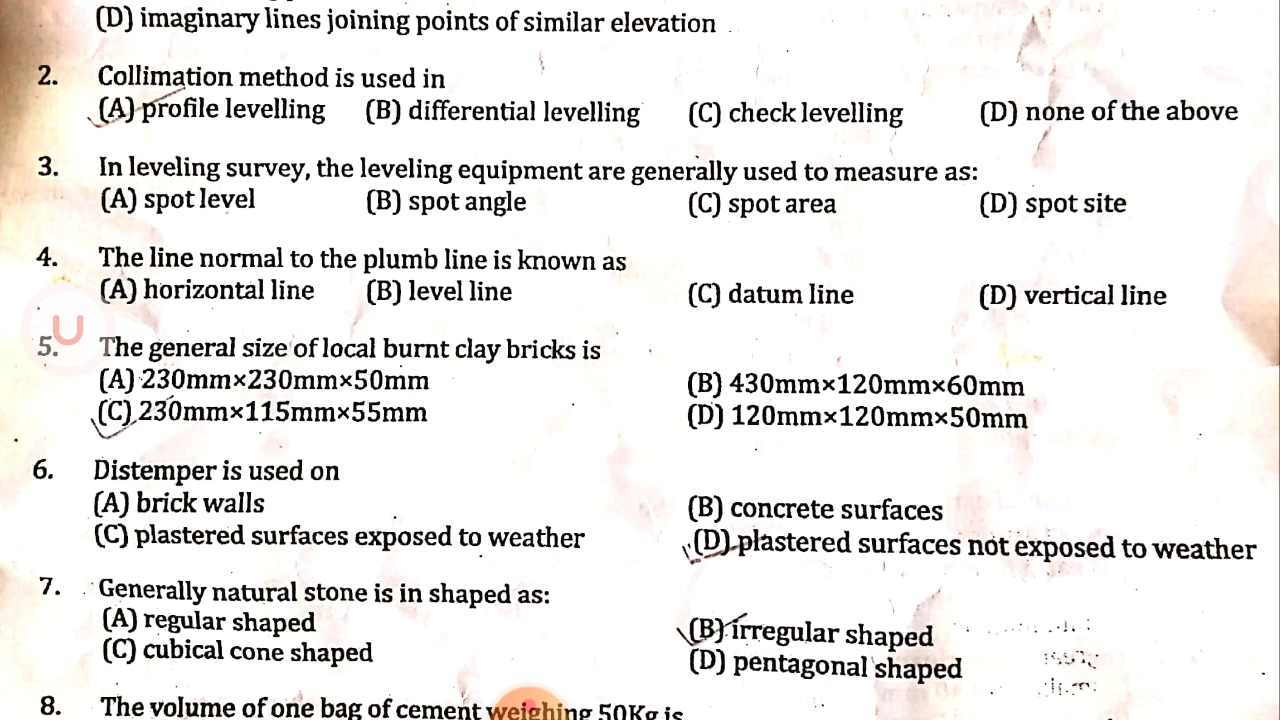 (D) imaginary lines joining points of similar elevation
2. Collimation method is used in
(A) profile levelling (B) differential levelling (C) check levelling (D) none of the above
3. In leveling survey, the leveling equipment are generally used to measure as:
(A) spot level (B) spot angle (C) spot area (D) spot site
4. The line normal to the plumb line is known as
(A) horizontal line (B) level line (C) datum line (D) vertical line
5. The general size of local burnt clay bricks is
(A) 230mm×230mm×50mm (B) 430mm×120mm×60mm
(C) 230mm×115mm×55mm (D) 120mm×120mm×50mm
6. Distemper is used on
(A) brick walls (B) concrete surfaces
(C) plastered surfaces exposed to weather (D) plastered surfaces not exposed to weather
7. Generally natural stone is in shaped as:
(A) regular shaped (B) irregular shaped
(C) cubical cone shaped (D) pentagonal shaped
8. The volume of one bag of cement weighing 50Kg is